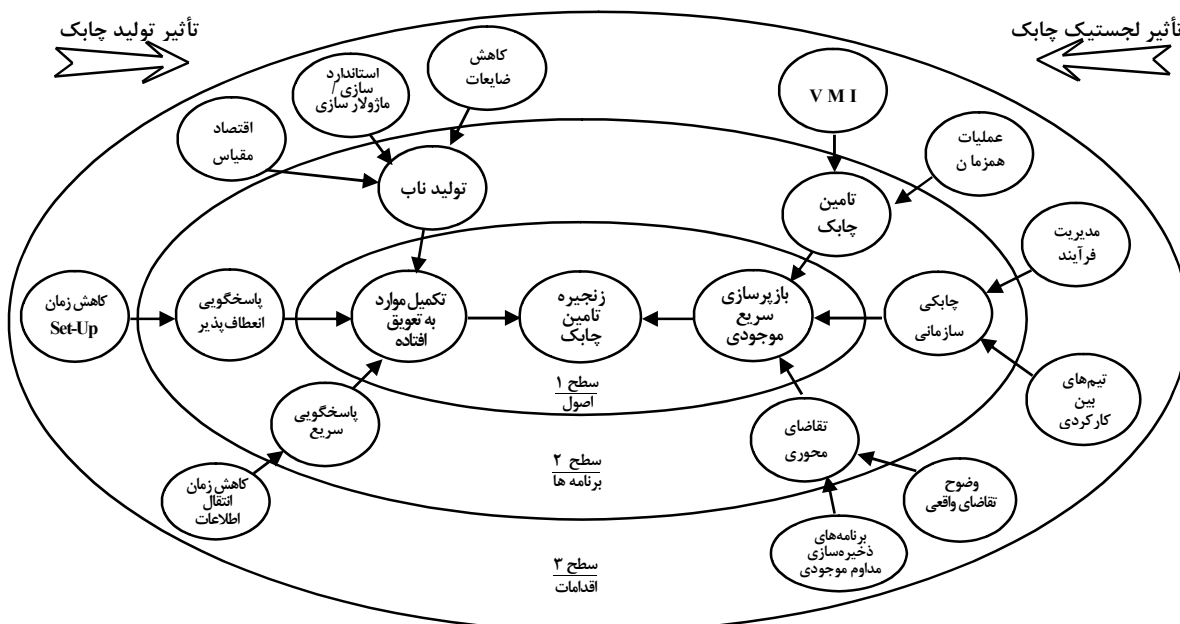 تأثیر لجستیک چابک
تأثیر تولید چابک
کاهش
ضایعات
استاندارد
سازی /
ماژولار سازی
اقتصاد
مقیاس
V M I
عملیات
همزما ن
تولید ناب
تامین
چابک
مدیریت
فرآیند
کاهش زمان
Set-Up
پاسخگویی
انعطاف‌پذیر
تکمیل موارد
به تعویق
افتاده
زنجیره
تامین
چابک
بازپرسازی
سریع
موجودی
چابکی
سازمانی
تیم‌های
بین
کارکردی
سطح ۱
اصول
پاسخگویی
سریع
تقاضای
محوری
سطح ۲
برنامه ها
کاهش زمان
انتقال
اطلاعات
وضوح
تقاضای واقعی
برنامه‌های
ذخیره‌سازی
مداوم موجودی
سطح ۳
اقدامات